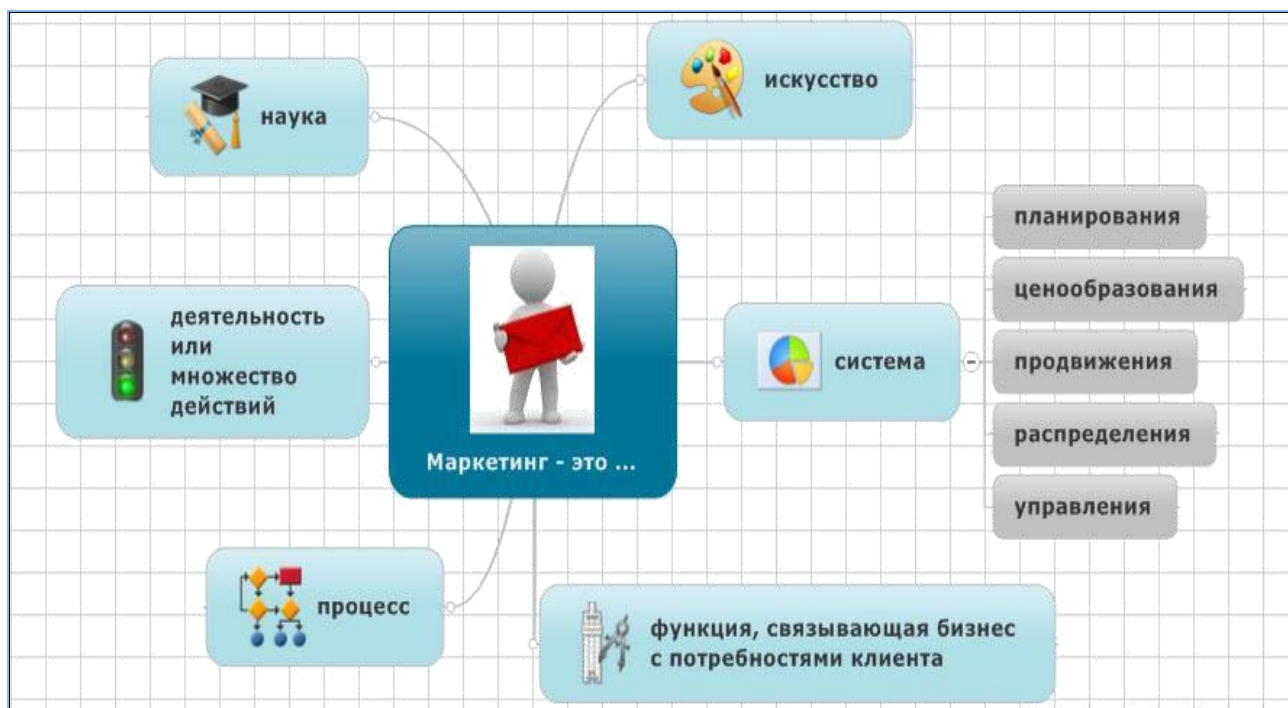 искусство
наука
планирования
ценообразования
деятельность
или
множество
действий
система
продвижения
распределения
Маркетинг - это ...
управления
процесс
функция, связывающая бизнес
с потребностями клиента